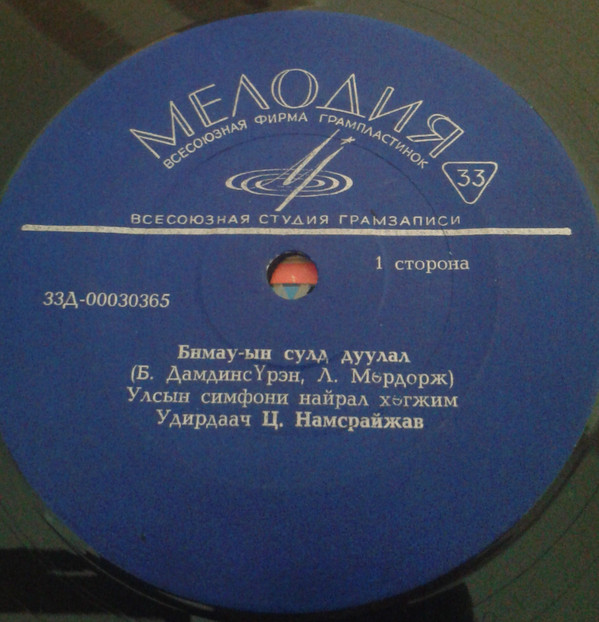 МЕЛОДИЯ
ВСЕСОЮЗНАЯ ФИРМА ГРАМПЛАСТИНОК
33
ВСЕСОЮЗНАЯ СТУДИЯ ГРАМЗАПИСИ
1 сторона
33Д-00030365
Бнмау-ын сулд дуулал
(Б. ДамдинсҮрэн, Л. Мөрдорж)
Улсын симфони найрал хөгжим
Удирдаач Ц. Намсрайжав